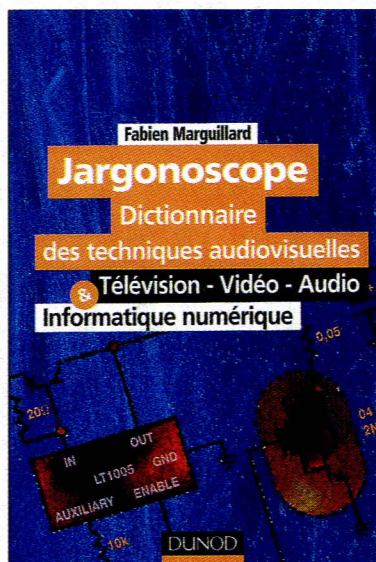 Fabien Marguillard
Jargonoscope
Dictionnaire
des techniques audiovisuelles
& Télévision - Vidéo - Audio
Informatique numérique
0,05
20Ω
IN OUT
LT1005 GND
AUXILIARY ENABLE
04
2N
10k
DUNOD